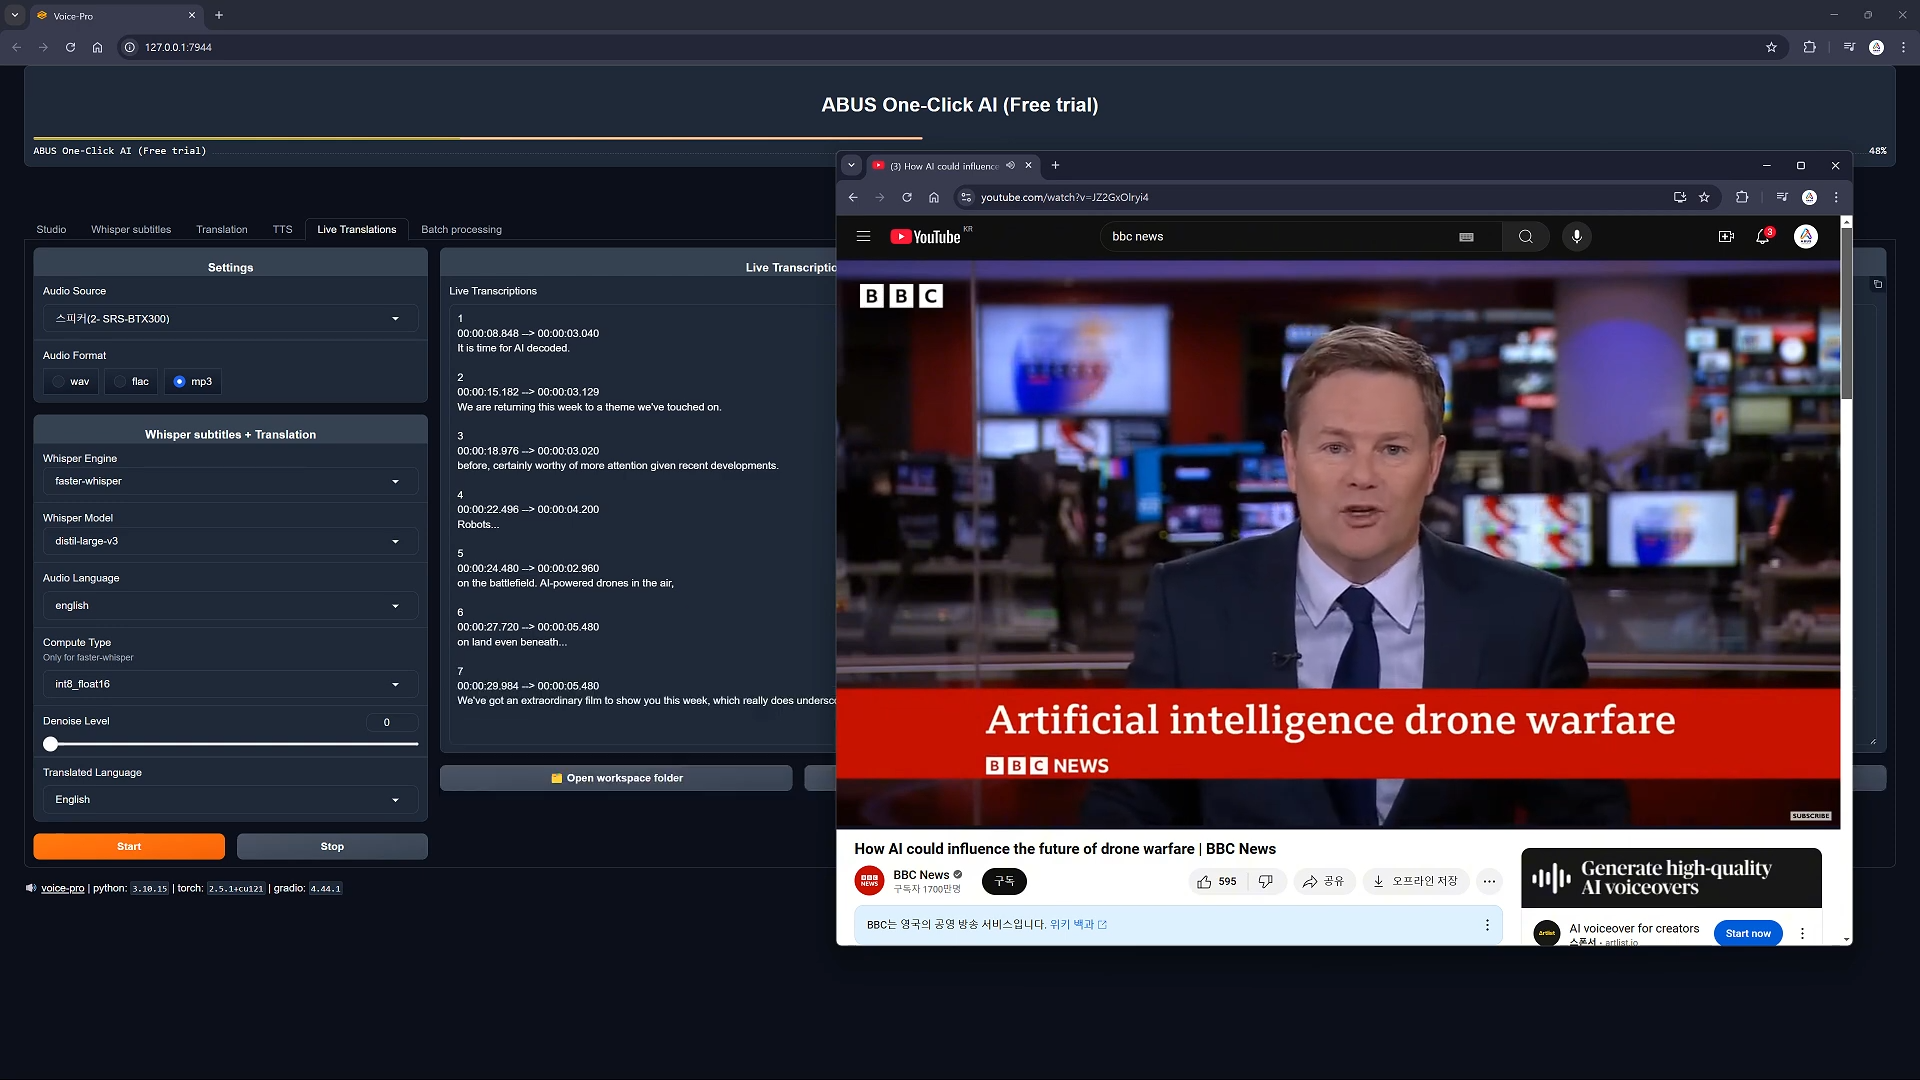 Voice-Pro
127.0.0.1:7944
ABUS One-Click AI (Free trial)
ABUS One-Click AI (Free trial)
48%
Studio
Whisper subtitles
Translation
TTS
Live Translations
Batch processing
Settings
Audio Source
스피커(2- SRS-BTX300)
Audio Format
wav
flac
mp3
Whisper subtitles + Translation
Whisper Engine
faster-whisper
Whisper Model
distil-large-v3
Audio Language
english
Compute Type
Only for faster-whisper
int8_float16
Denoise Level
0
Translated Language
English
Start
Stop
voice-pro | python: 3.10.15 | torch: 2.5.1+cu121 | gradio: 4.44.1
Live Transcriptio
Live Transcriptions
1
00:00:08.848 --> 00:00:03.040
It is time for AI decoded.
2
00:00:15.182 --> 00:00:03.129
We are returning this week to a theme we've touched on.
3
00:00:18.976 --> 00:00:03.020
before, certainly worthy of more attention given recent developments.
4
00:00:22.496 --> 00:00:04.200
Robots...
5
00:00:24.480 --> 00:00:02.960
on the battlefield. AI-powered drones in the air,
6
00:00:27.720 --> 00:00:05.480
on land even beneath...
7
00:00:29.984 --> 00:00:05.480
We've got an extraordinary film to show you this week, which really does undersco
Open workspace folder
(3) How AI could influence
youtube.com/watch?v=JZ2GxOlryi4
YouTube KR
bbc news
3
BBC
Artificial intelligence drone warfare
BBC NEWS
SUBSCRIBE
How AI could influence the future of drone warfare | BBC News
BBC NEWS
BBC News
구독자 1700만명
구독
595
공유
오프라인 저장
BBC는 영국의 공영 방송 서비스입니다. 위키 백과
Generate high-quality
AI voiceovers
Artlist
AI voiceover for creators
스폰서 · artlist.io
Start now